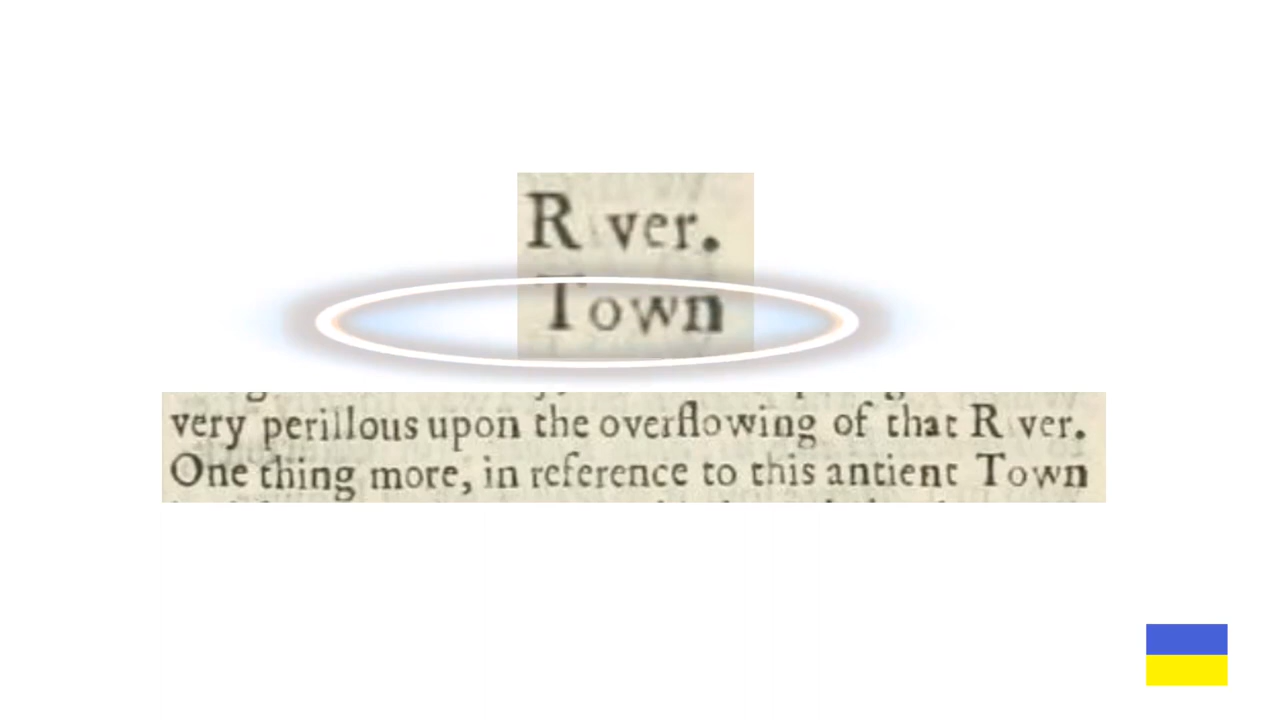 R ver.
Town
very perillous upon the overflowing of that R ver.
One thing more, in reference to this antient Town